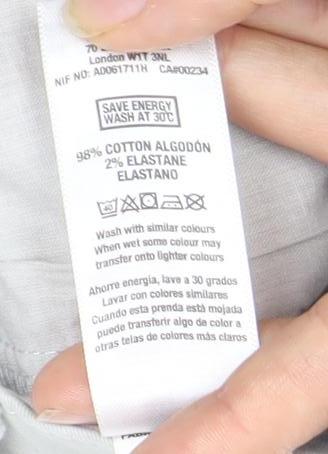 70
London W1T 3NL
NIF NO: A0061711H CA#00234
SAVE ENERGY
WASH AT 30°C
98% COTTON ALGODÓN
2% ELASTANE
ELASTANO
40
Wash with similar colours
When wet some colour may
transfer onto lighter colours
Ahorre energía, lave a 30 grados
Lavar con colores similares
Cuando esta prenda está mojada
puede transferir algo de color a
otras telas de colores más claros